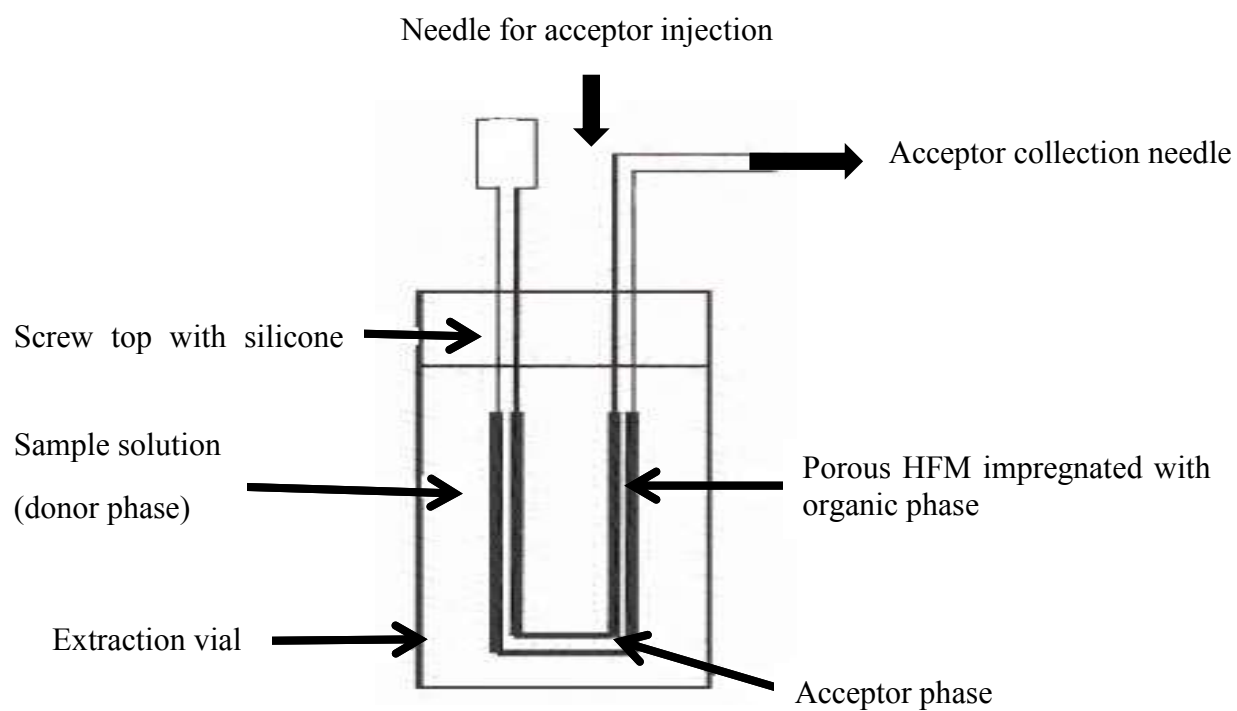 Needle for acceptor injection
Acceptor collection needle
Screw top with silicone
Sample solution
(donor phase)
Porous HFM impregnated with
organic phase
Extraction vial
Acceptor phase